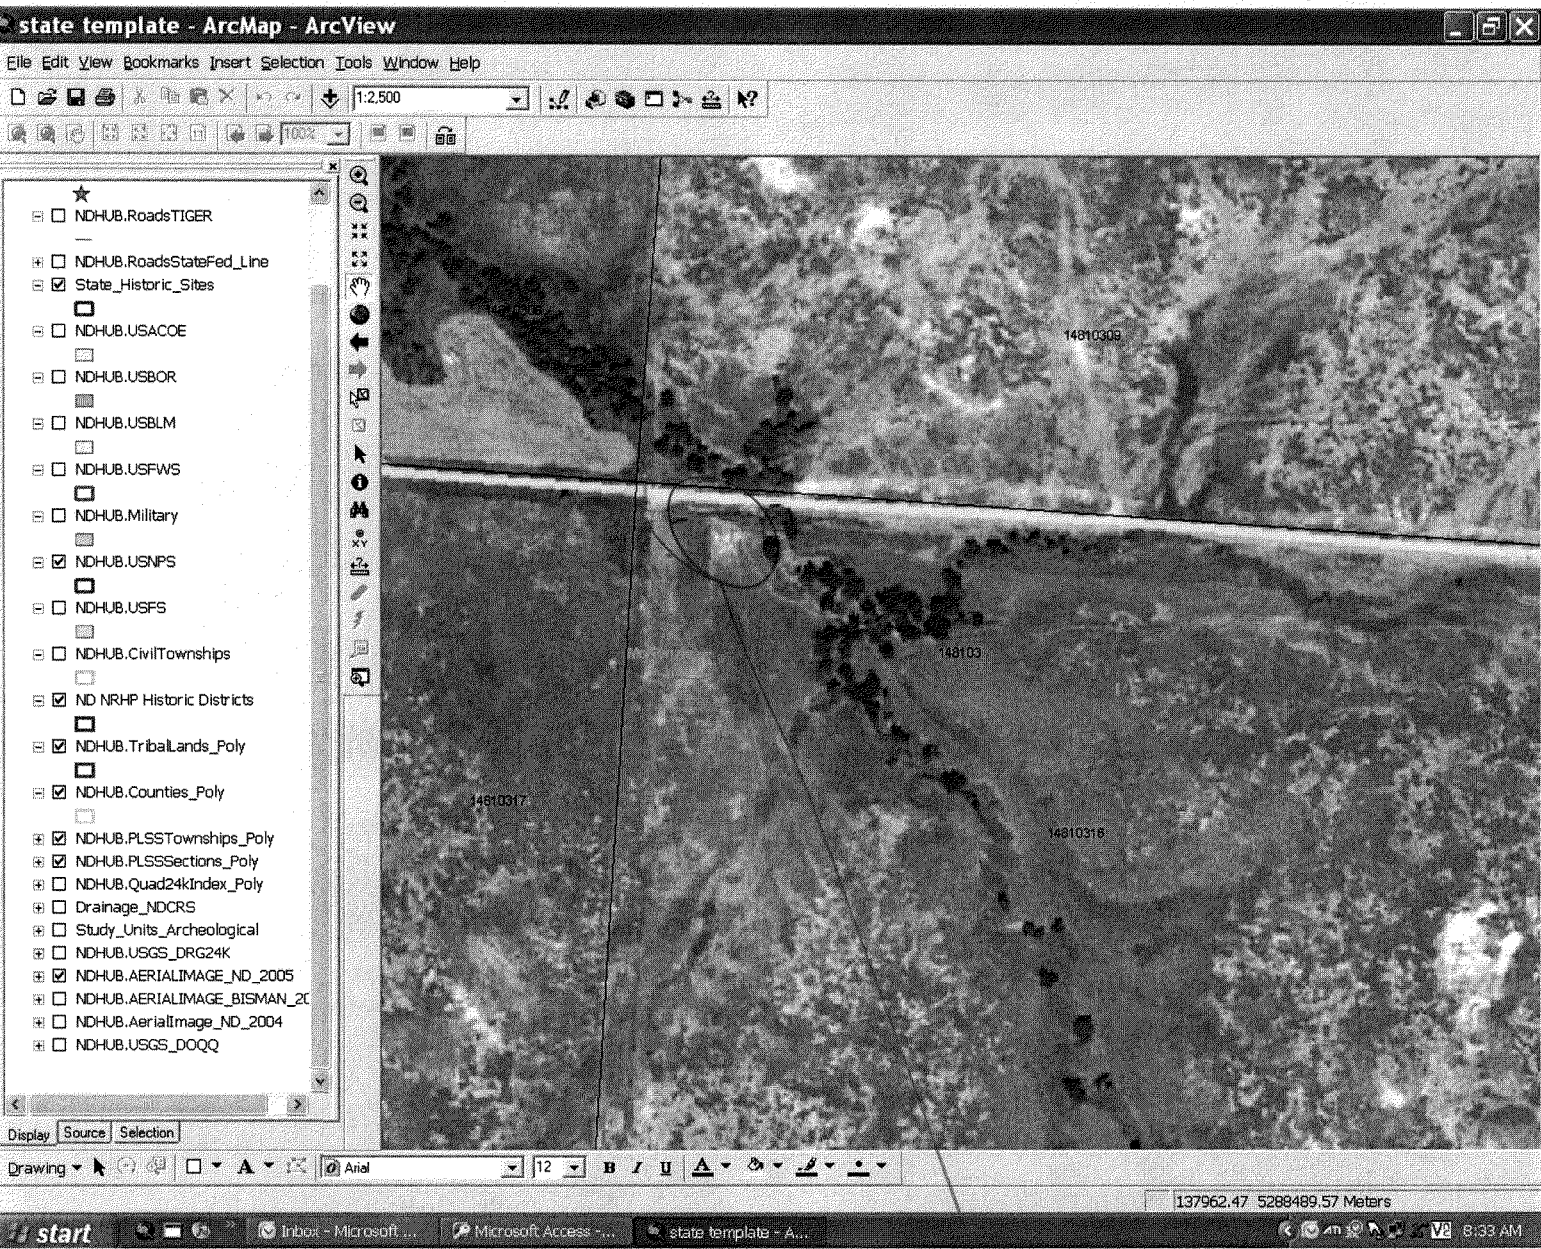 state template - ArcMap - ArcView
File Edit View Bookmarks Insert Selection Tools Window Help
1:2,500
100%
NDHUB.RoadsTIGER
NDHUB.RoadsStateFed_Line
State_Historic_Sites
NDHUB.USACOE
NDHUB.USBOR
NDHUB.USBLM
NDHUB.USFWS
NDHUB.Military
NDHUB.USNPS
NDHUB.USFS
NDHUB.CivilTownships
ND NRHP Historic Districts
NDHUB.TribalLands_Poly
NDHUB.Counties_Poly
NDHUB.PLSSTownships_Poly
NDHUB.PLSSSections_Poly
NDHUB.Quad24kIndex_Poly
Drainage_NDCRS
Study_Units_Archeological
NDHUB.USGS_DRG24K
NDHUB.AERIALIMAGE_ND_2005
NDHUB.AERIALIMAGE_BISMAN_20
NDHUB.AerialImage_ND_2004
NDHUB.USGS_DOQQ
Display Source Selection
14810309
148103
14810317
14810316
Drawing A Arial 12 B I U A
137962.47 5288489.57 Meters
start Inbox - Microsoft ... Microsoft Access -... state template - A... 8:33 AM